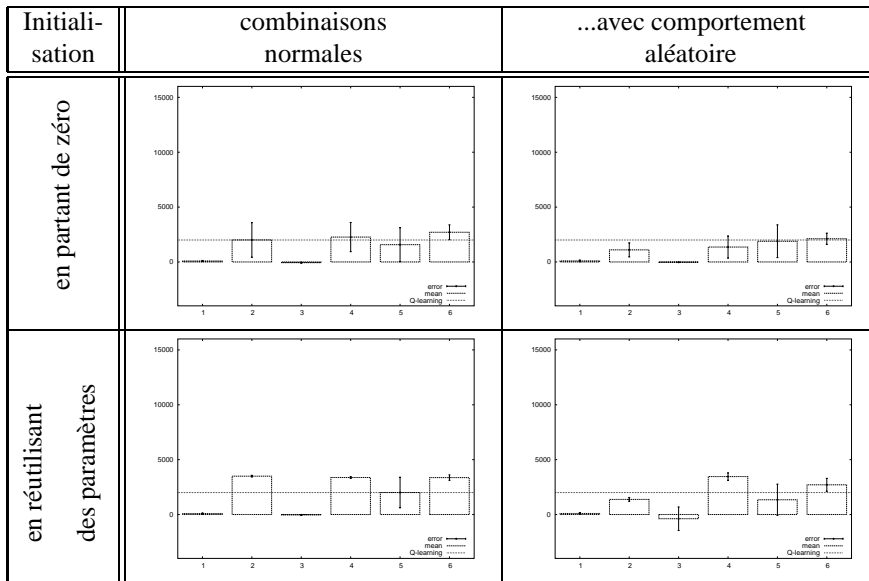 Initiali-
sation
combinaisons
normales
...avec comportement
aléatoire
en partant de zéro
15000
10000
5000
0
error
mean
Q-learning
1 2 3 4 5 6
15000
10000
5000
0
error
mean
Q-learning
1 2 3 4 5 6
en réutilisant
des paramètres
15000
10000
5000
0
error
mean
Q-learning
1 2 3 4 5 6
15000
10000
5000
0
error
mean
Q-learning
1 2 3 4 5 6